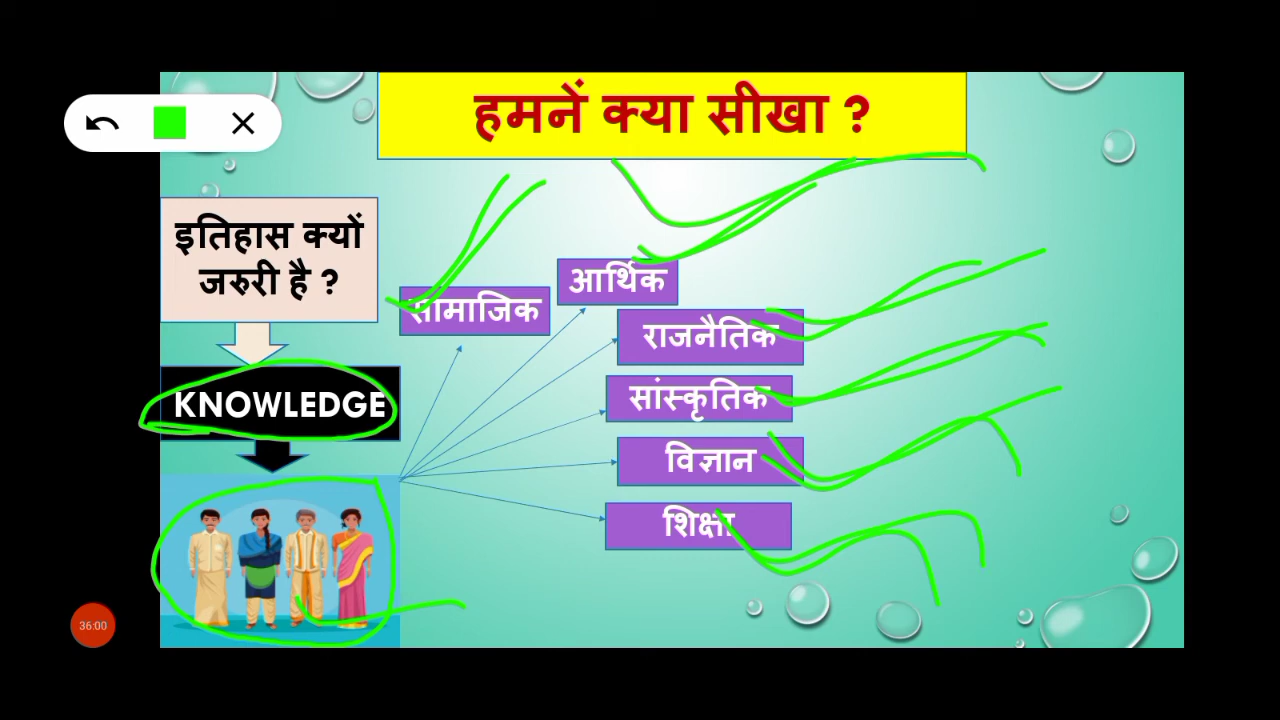 हमनें क्या सीखा ?
इतिहास क्यों
जरुरी है ?
KNOWLEDGE
सामाजिक
आर्थिक
राजनैतिक
सांस्कृतिक
विज्ञान
शिक्षा
36:00